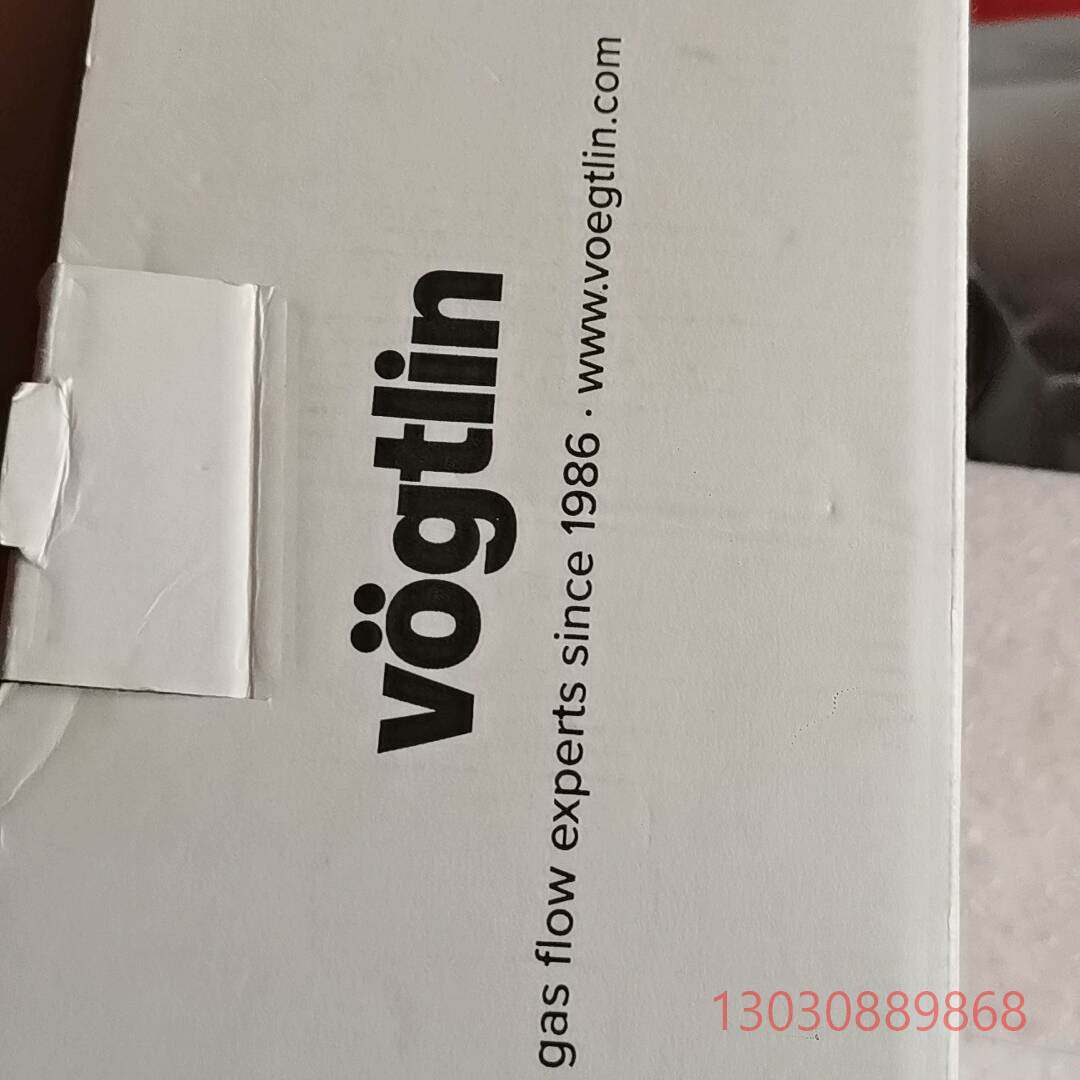 vögtlin
gas flow experts since 1986 · www.voegtlin.com
13030889868